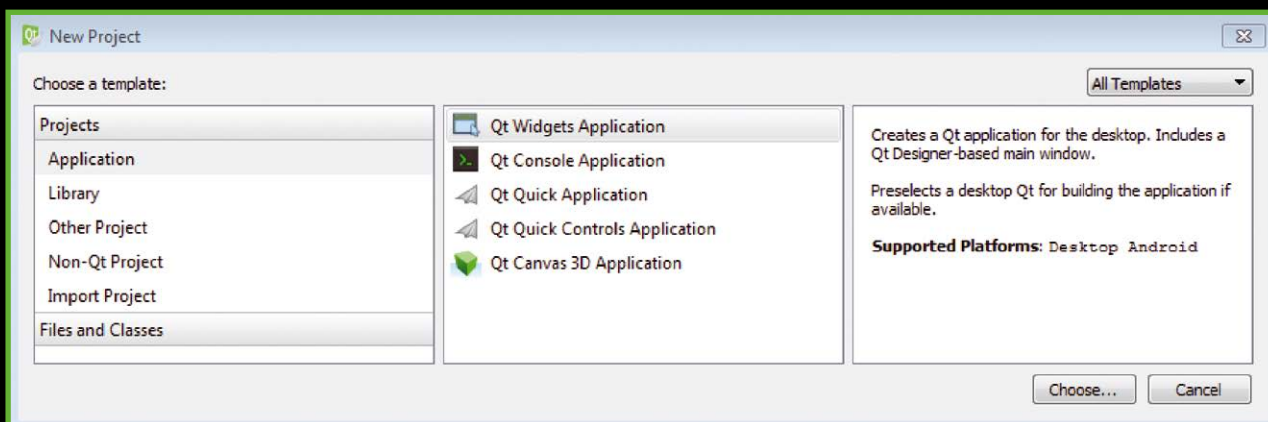 New Project
Choose a template:
All Templates
Projects
Application
Library
Other Project
Non-Qt Project
Import Project
Files and Classes
Qt Widgets Application
Qt Console Application
Qt Quick Application
Qt Quick Controls Application
Qt Canvas 3D Application
Creates a Qt application for the desktop. Includes a
Qt Designer-based main window.
Preselects a desktop Qt for building the application if
available.
Supported Platforms: Desktop Android
Choose...
Cancel